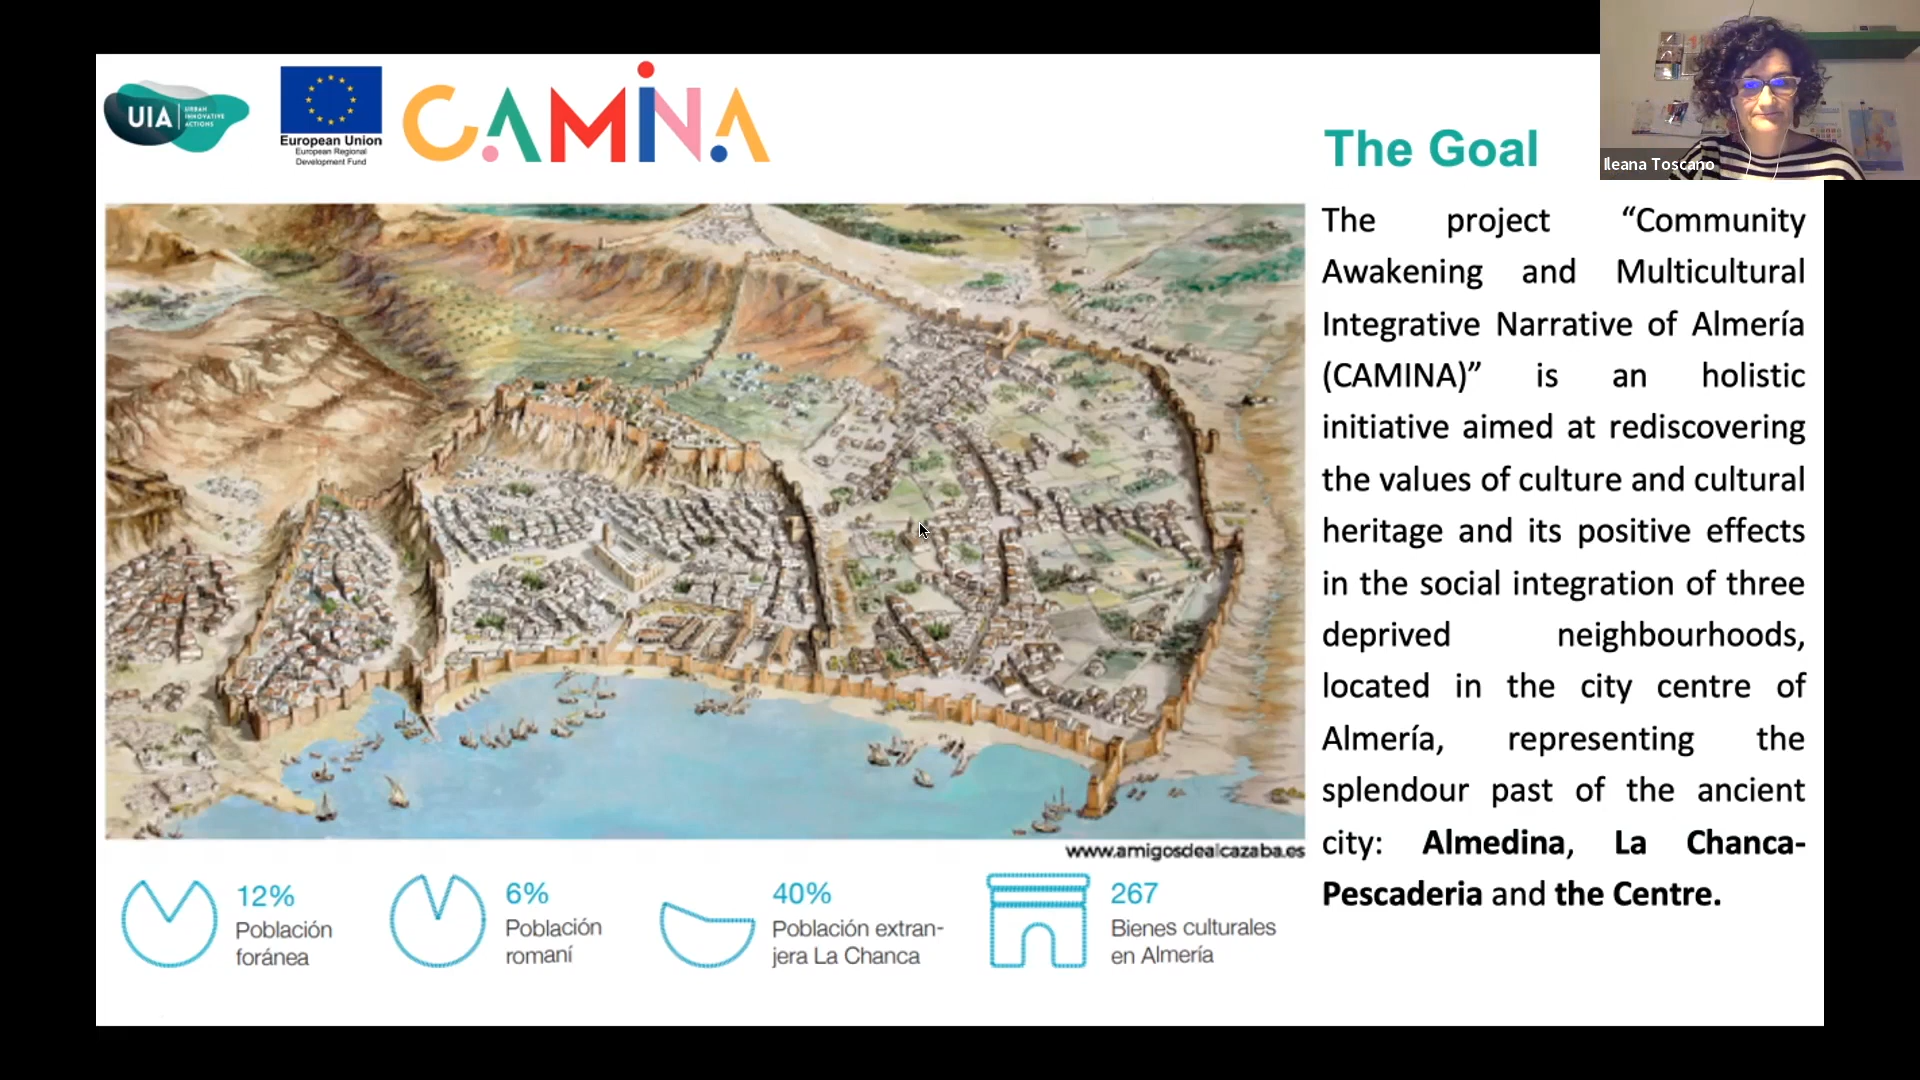 UIA
URBAN
INNOVATIVE
ACTIONS
European Union
European Regional
Development Fund
CAMINA
The Goal
Ileana Toscano
The project “Community
Awakening and Multicultural
Integrative Narrative of Almería
(CAMINA)” is an holistic
initiative aimed at rediscovering
the values of culture and cultural
heritage and its positive effects
in the social integration of three
deprived neighbourhoods,
located in the city centre of
Almería, representing the
splendour past of the ancient
city: Almedina, La Chanca-
Pescaderia and the Centre.
www.amigosdealcazaba.es
12%
Población
foránea
6%
Población
romaní
40%
Población extran-
jera La Chanca
267
Bienes culturales
en Almería